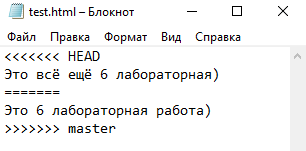 test.html – Блокнот
Файл Правка Формат Вид Справка
<<<<<<< HEAD
Это всё ещё 6 лабораторная)
=======
Это 6 лабораторная работа)
>>>>>>> master